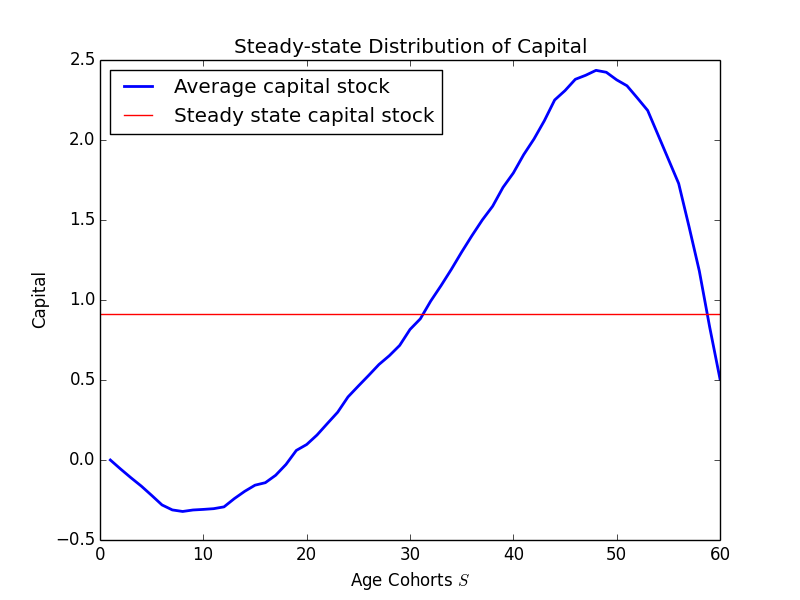 Steady-state Distribution of Capital
Average capital stock
Steady state capital stock
2.5
2.0
1.5
1.0
0.5
0.0
−0.5
Capital
0 10 20 30 40 50 60
Age Cohorts S